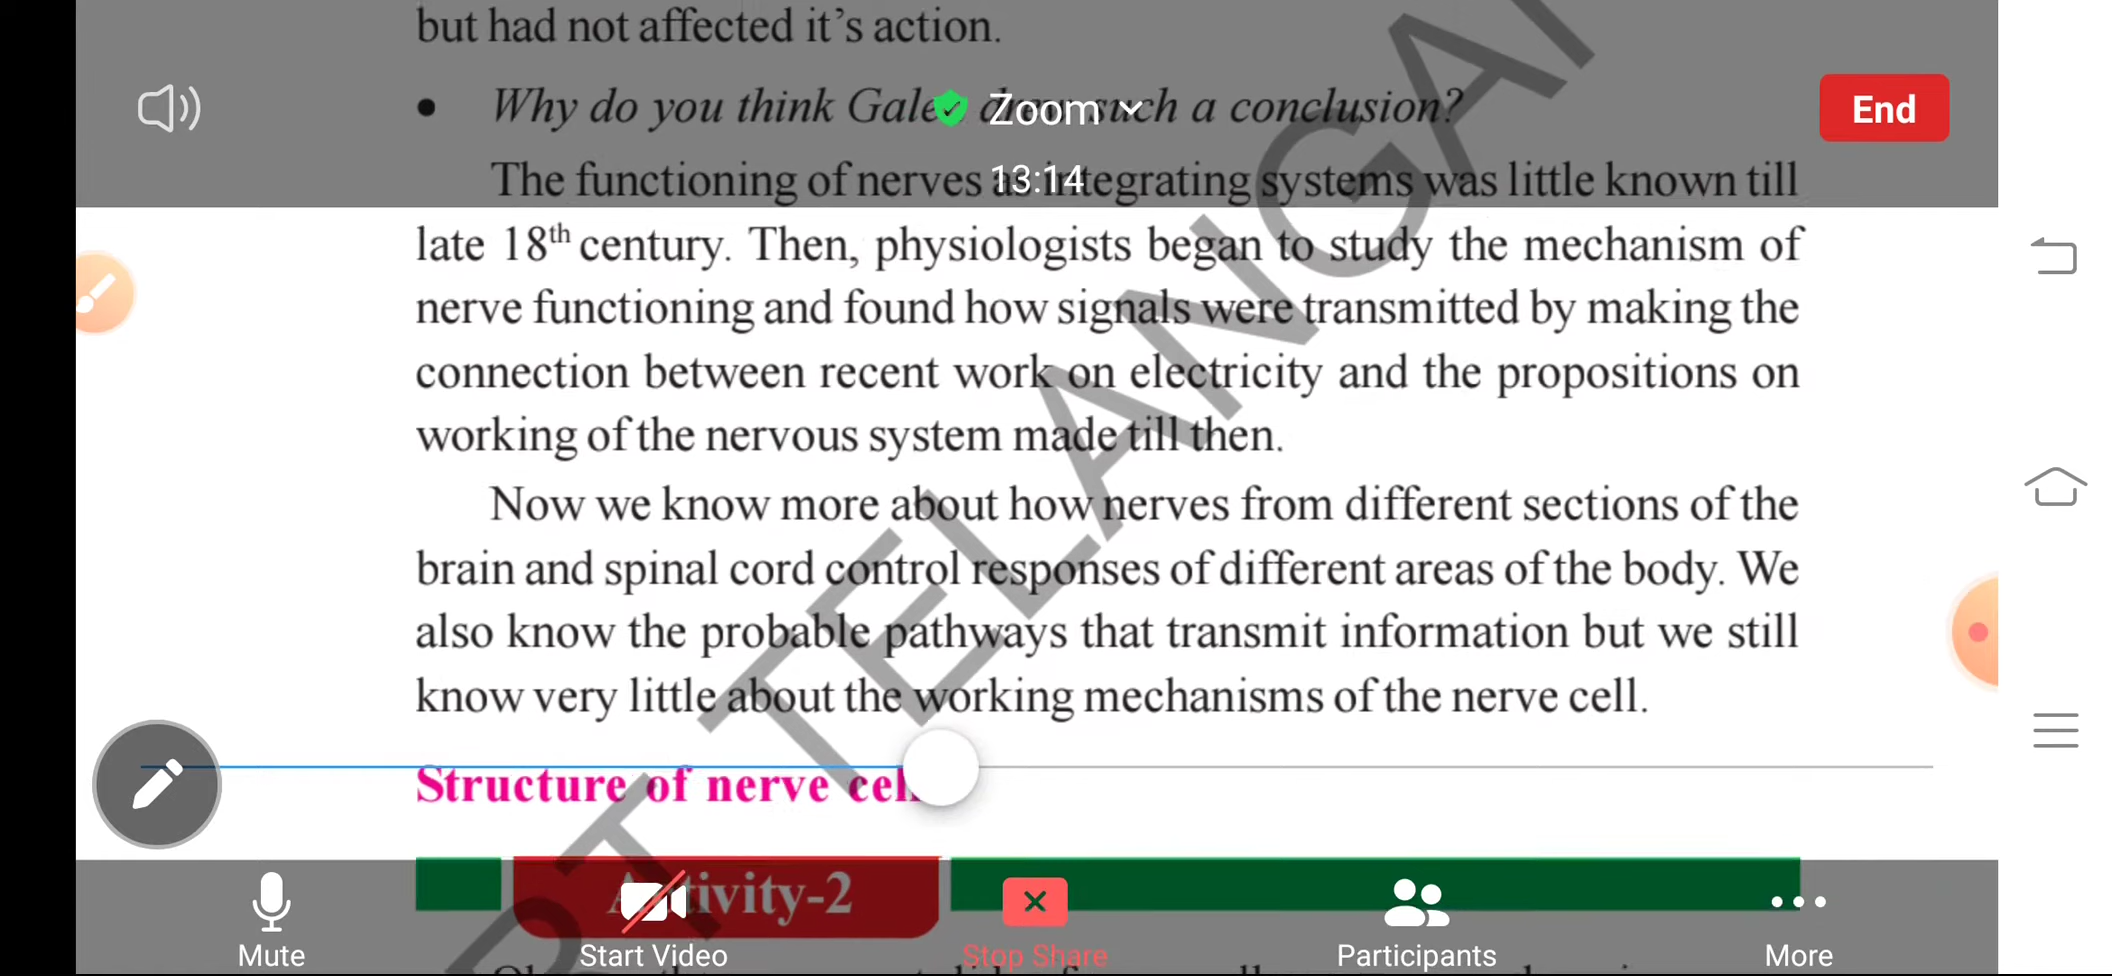 but had not affected it's action.
• Why do you think Gale such a conclusion?
Zoom
End
The functioning of nerves as integrating systems was little known till
13:14
late 18th century. Then, physiologists began to study the mechanism of
nerve functioning and found how signals were transmitted by making the
connection between recent work on electricity and the propositions on
working of the nervous system made till then.
Now we know more about how nerves from different sections of the
brain and spinal cord control responses of different areas of the body. We
also know the probable pathways that transmit information but we still
know very little about the working mechanisms of the nerve cell.
Structure of nerve cell
Activity-2
Mute
Start Video
Stop Share
Participants
More